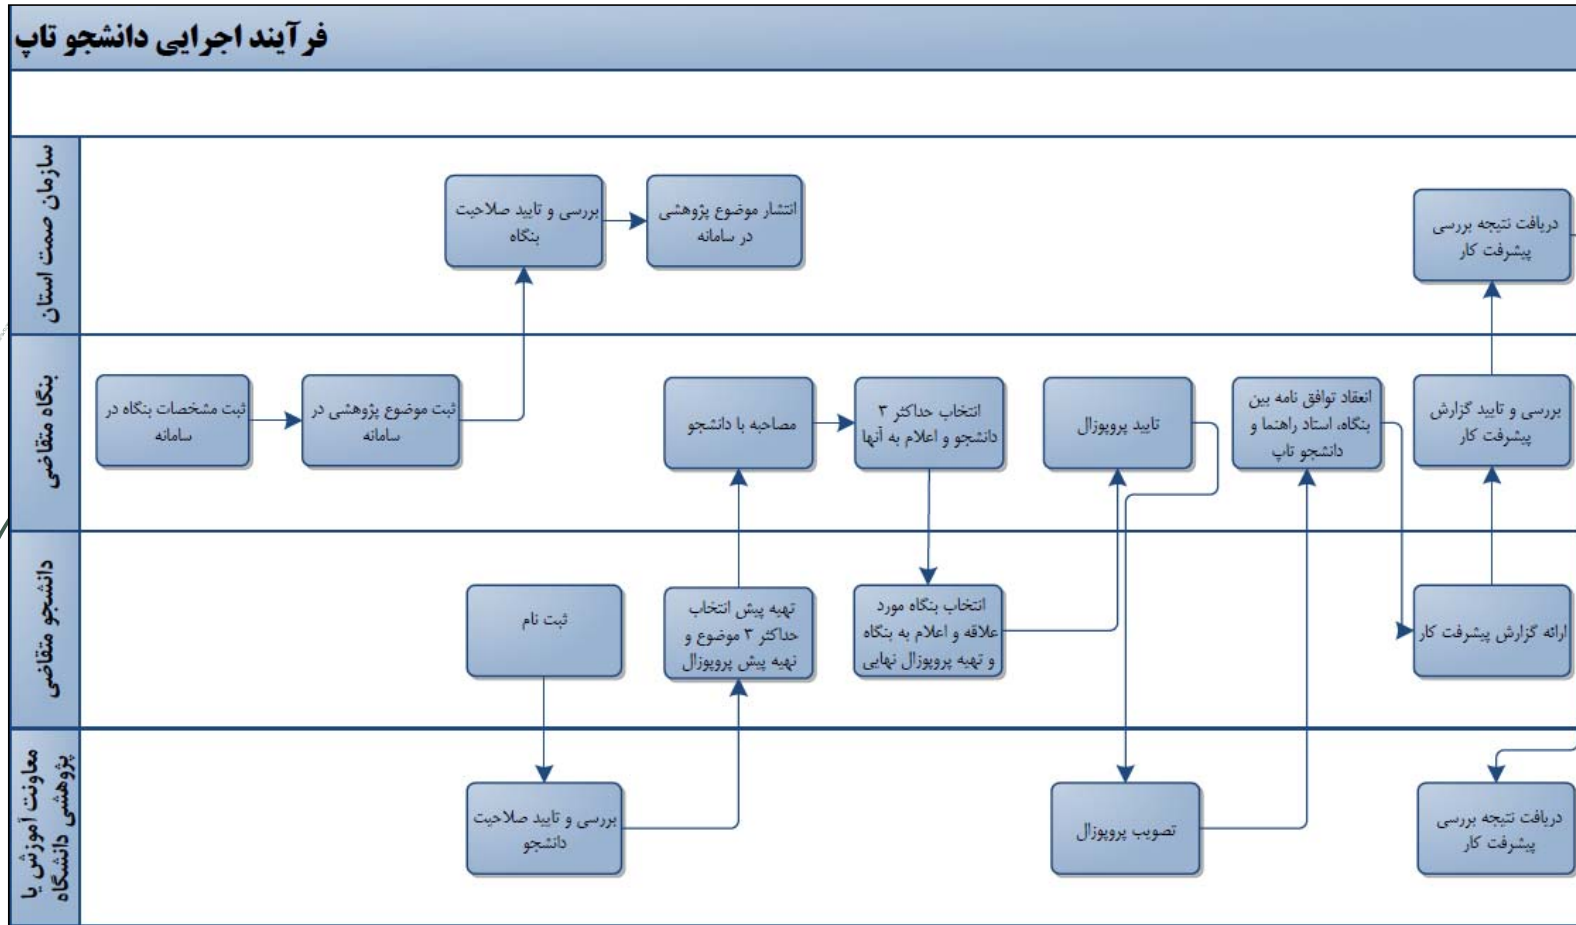 فرآیند اجرایی دانشجو تاپ
سازمان صمت استان
بررسی و تایید صلاحیت
بنگاه
انتشار موضوع پژوهشی
در سامانه
دریافت نتیجه بررسی
پیشرفت کار
بنگاه متقاضی
ثبت مشخصات بنگاه در
سامانه
ثبت موضوع پژوهشی در
سامانه
مصاحبه با دانشجو
انتخاب حداکثر ۳
دانشجو و اعلام به آنها
تایید پروپوزال
انعقاد توافق نامه بین
بنگاه، استاد راهنما و
دانشجو تاپ
بررسی و تایید گزارش
پیشرفت کار
دانشجو متقاضی
ثبت نام
تهیه پیش انتخاب
حداکثر ۳ موضوع و
تهیه پیش پروپوزال
انتخاب بنگاه مورد
علاقه و اعلام به بنگاه
و تهیه پروپوزال نهایی
ارائه گزارش پیشرفت کار
معاونت آموزش یا
پژوهشی دانشگاه
بررسی و تایید صلاحیت
دانشجو
تصویب پروپوزال
دریافت نتیجه بررسی
پیشرفت کار